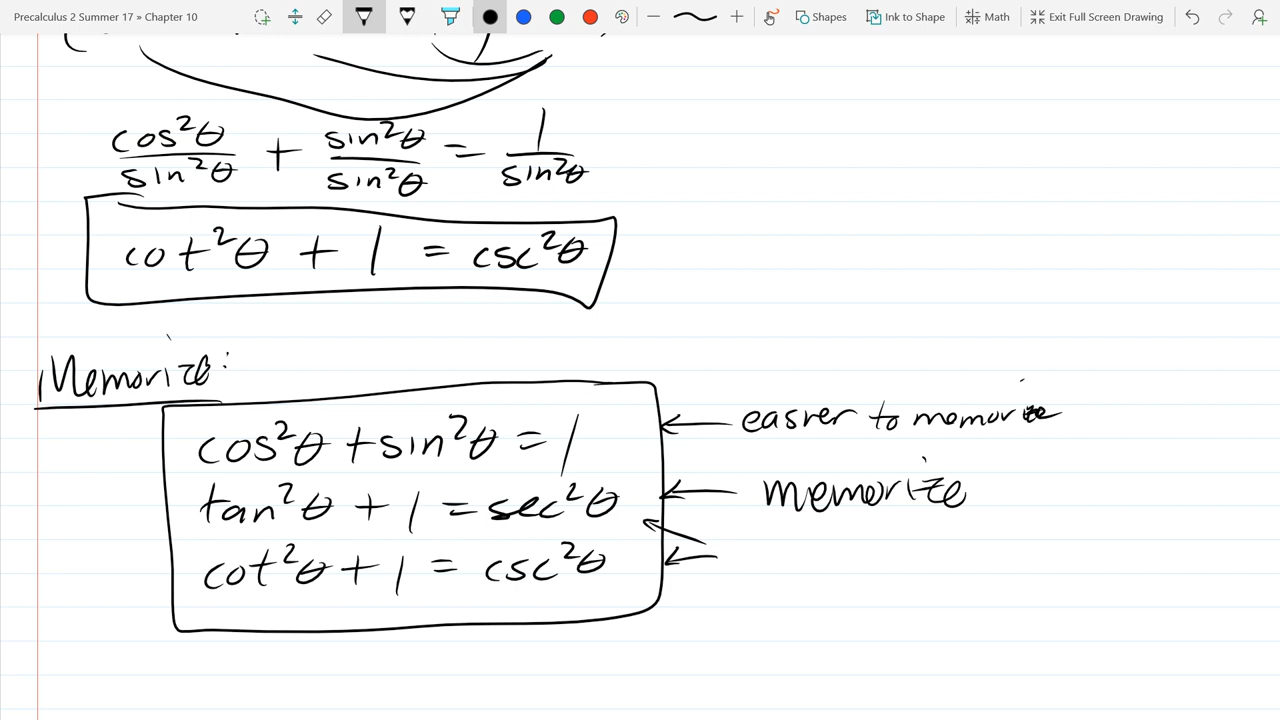 Precalculus 2 Summer 17 » Chapter 10 Shapes Ink to Shape Math Exit Full Screen Drawing
cos²θ/sin²θ + sin²θ/sin²θ = 1/sin²θ
cot²θ + 1 = csc²θ
Memorize:
cos²θ + sin²θ = 1 ← easier to memorize
tan²θ + 1 = sec²θ ← memorize
cot²θ + 1 = csc²θ ←